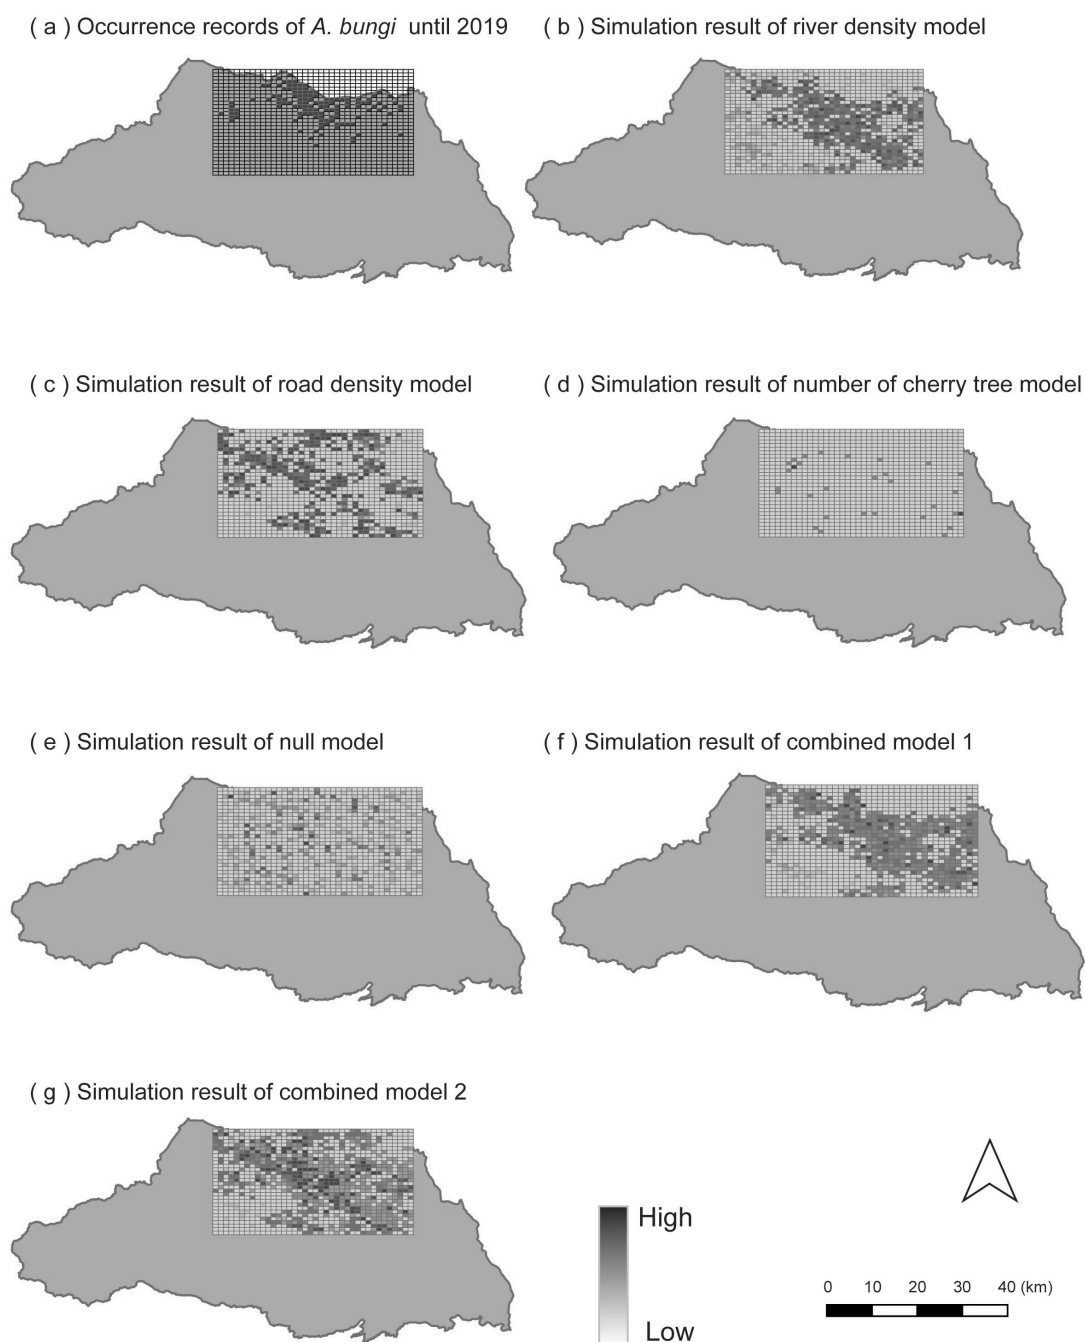 ( a ) Occurrence records of A. bungi until 2019
( b ) Simulation result of river density model
( c ) Simulation result of road density model
( d ) Simulation result of number of cherry tree model
( e ) Simulation result of null model
( f ) Simulation result of combined model 1
( g ) Simulation result of combined model 2
High
Low
0 10 20 30 40 (km)